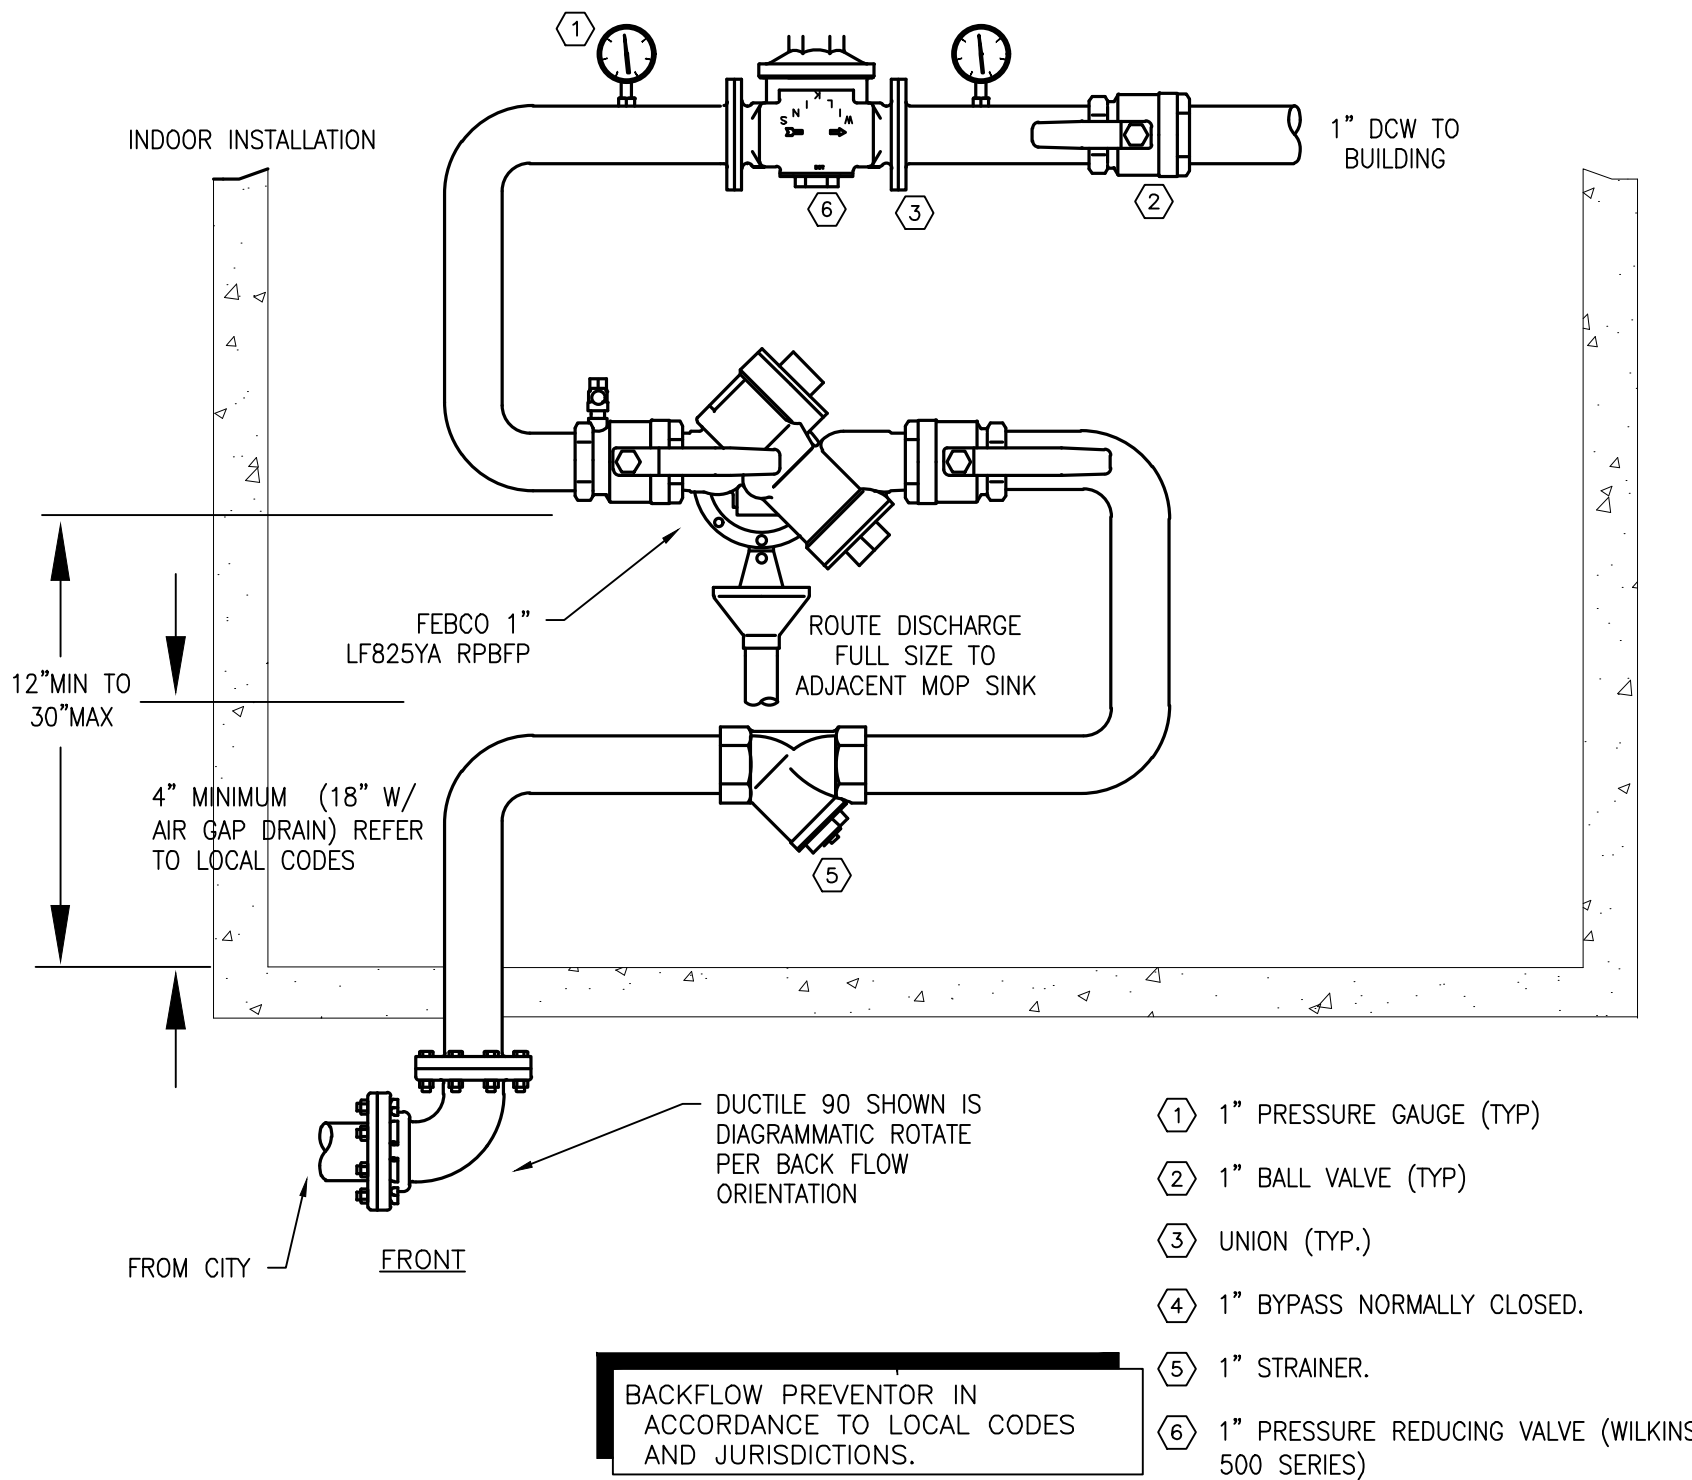 1
INDOOR INSTALLATION
WILKINS
1” DCW TO
BUILDING
6
3
2
FEBCO 1”
LF825YA RPBFP
ROUTE DISCHARGE
FULL SIZE TO
ADJACENT MOP SINK
12”MIN TO
30”MAX
4” MINIMUM (18” W/
AIR GAP DRAIN) REFER
TO LOCAL CODES
5
DUCTILE 90 SHOWN IS
DIAGRAMMATIC ROTATE
PER BACK FLOW
ORIENTATION
FROM CITY
FRONT
1 1” PRESSURE GAUGE (TYP)
2 1” BALL VALVE (TYP)
3 UNION (TYP.)
4 1” BYPASS NORMALLY CLOSED.
5 1” STRAINER.
6 1” PRESSURE REDUCING VALVE (WILKINS
500 SERIES)
BACKFLOW PREVENTOR IN
ACCORDANCE TO LOCAL CODES
AND JURISDICTIONS.